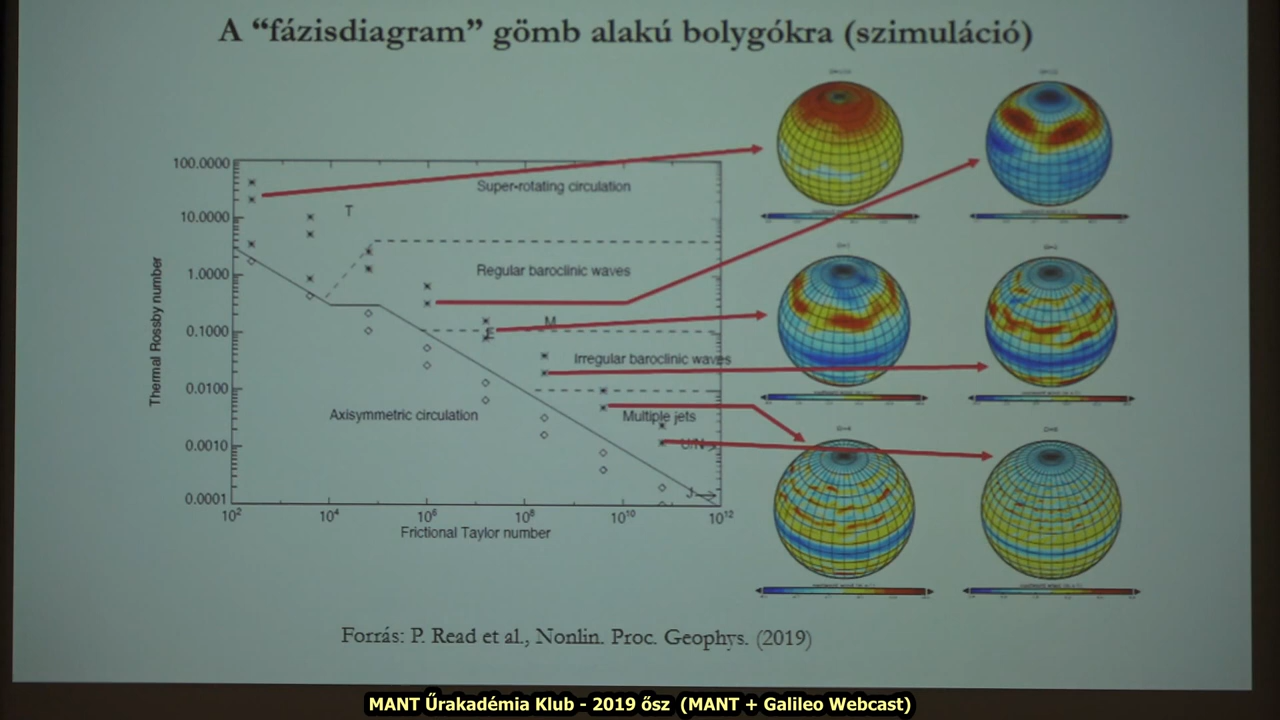 A “fázisdiagram” gömb alakú bolygókra (szimuláció)
100.0000
10.0000
1.0000
0.1000
0.0100
0.0010
0.0001
Thermal Rossby number
Super-rotating circulation
T
Regular baroclinic waves
M
E
Irregular baroclinic waves
Axisymmetric circulation
Multiple jets
U/N
J
10² 10⁴ 10⁶ 10⁸ 10¹⁰ 10¹²
Frictional Taylor number
Forrás: P. Read et al., Nonlin. Proc. Geophys. (2019)
MANT Űrakadémia Klub - 2019 ősz (MANT + Galileo Webcast)